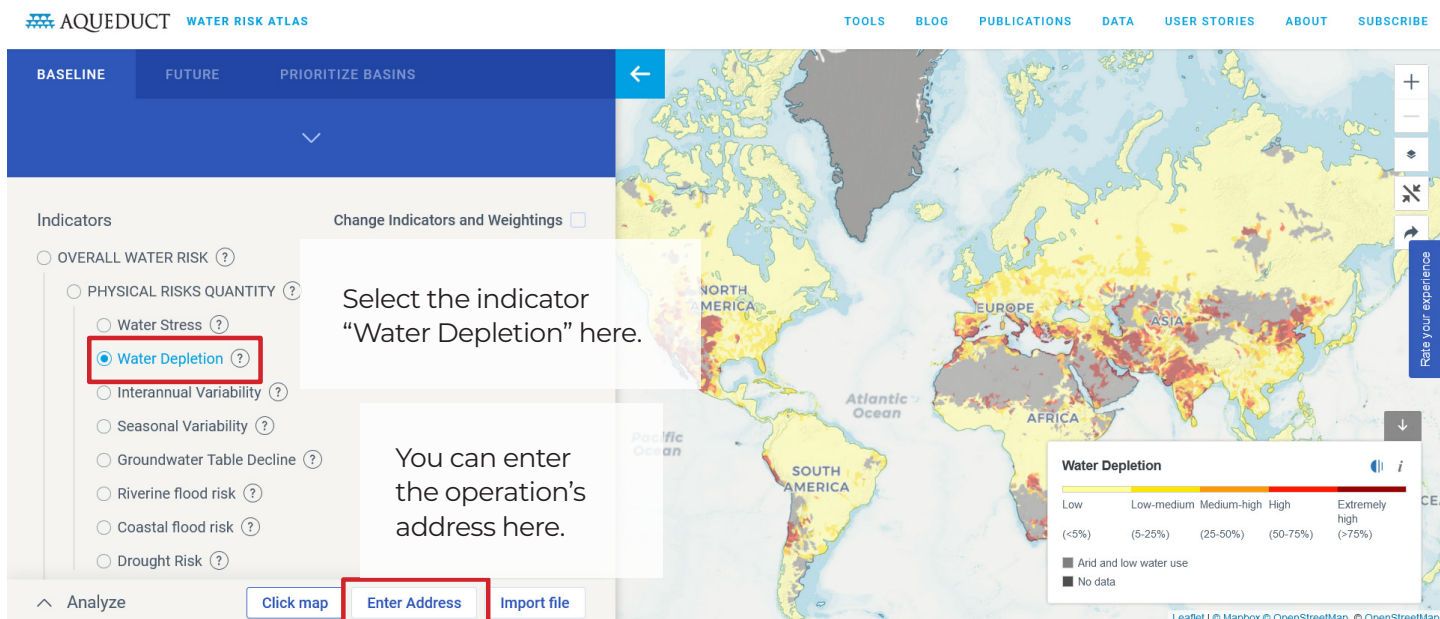 AQUEDUCT WATER RISK ATLAS
TOOLS BLOG PUBLICATIONS DATA USER STORIES ABOUT SUBSCRIBE
BASELINE FUTURE PRIORITIZE BASINS
Indicators
Change Indicators and Weightings
OVERALL WATER RISK ?
PHYSICAL RISKS QUANTITY ?
Water Stress ?
Water Depletion ?
Interannual Variability ?
Seasonal Variability ?
Groundwater Table Decline ?
Riverine flood risk ?
Coastal flood risk ?
Drought Risk ?
Select the indicator
“Water Depletion” here.
You can enter
the operation’s
address here.
Analyze
Click map
Enter Address
Import file
NORTH
AMERICA
EUROPE
ASIA
Atlantic
Ocean
AFRICA
Pacific
Ocean
SOUTH
AMERICA
Rate your experience
Water Depletion
i
Low Low-medium Medium-high High Extremely
high
(<5%) (5-25%) (25-50%) (50-75%) (>75%)
Arid and low water use
No data
Leaflet | © Mapbox © OpenStreetMap, © OpenStreetMap